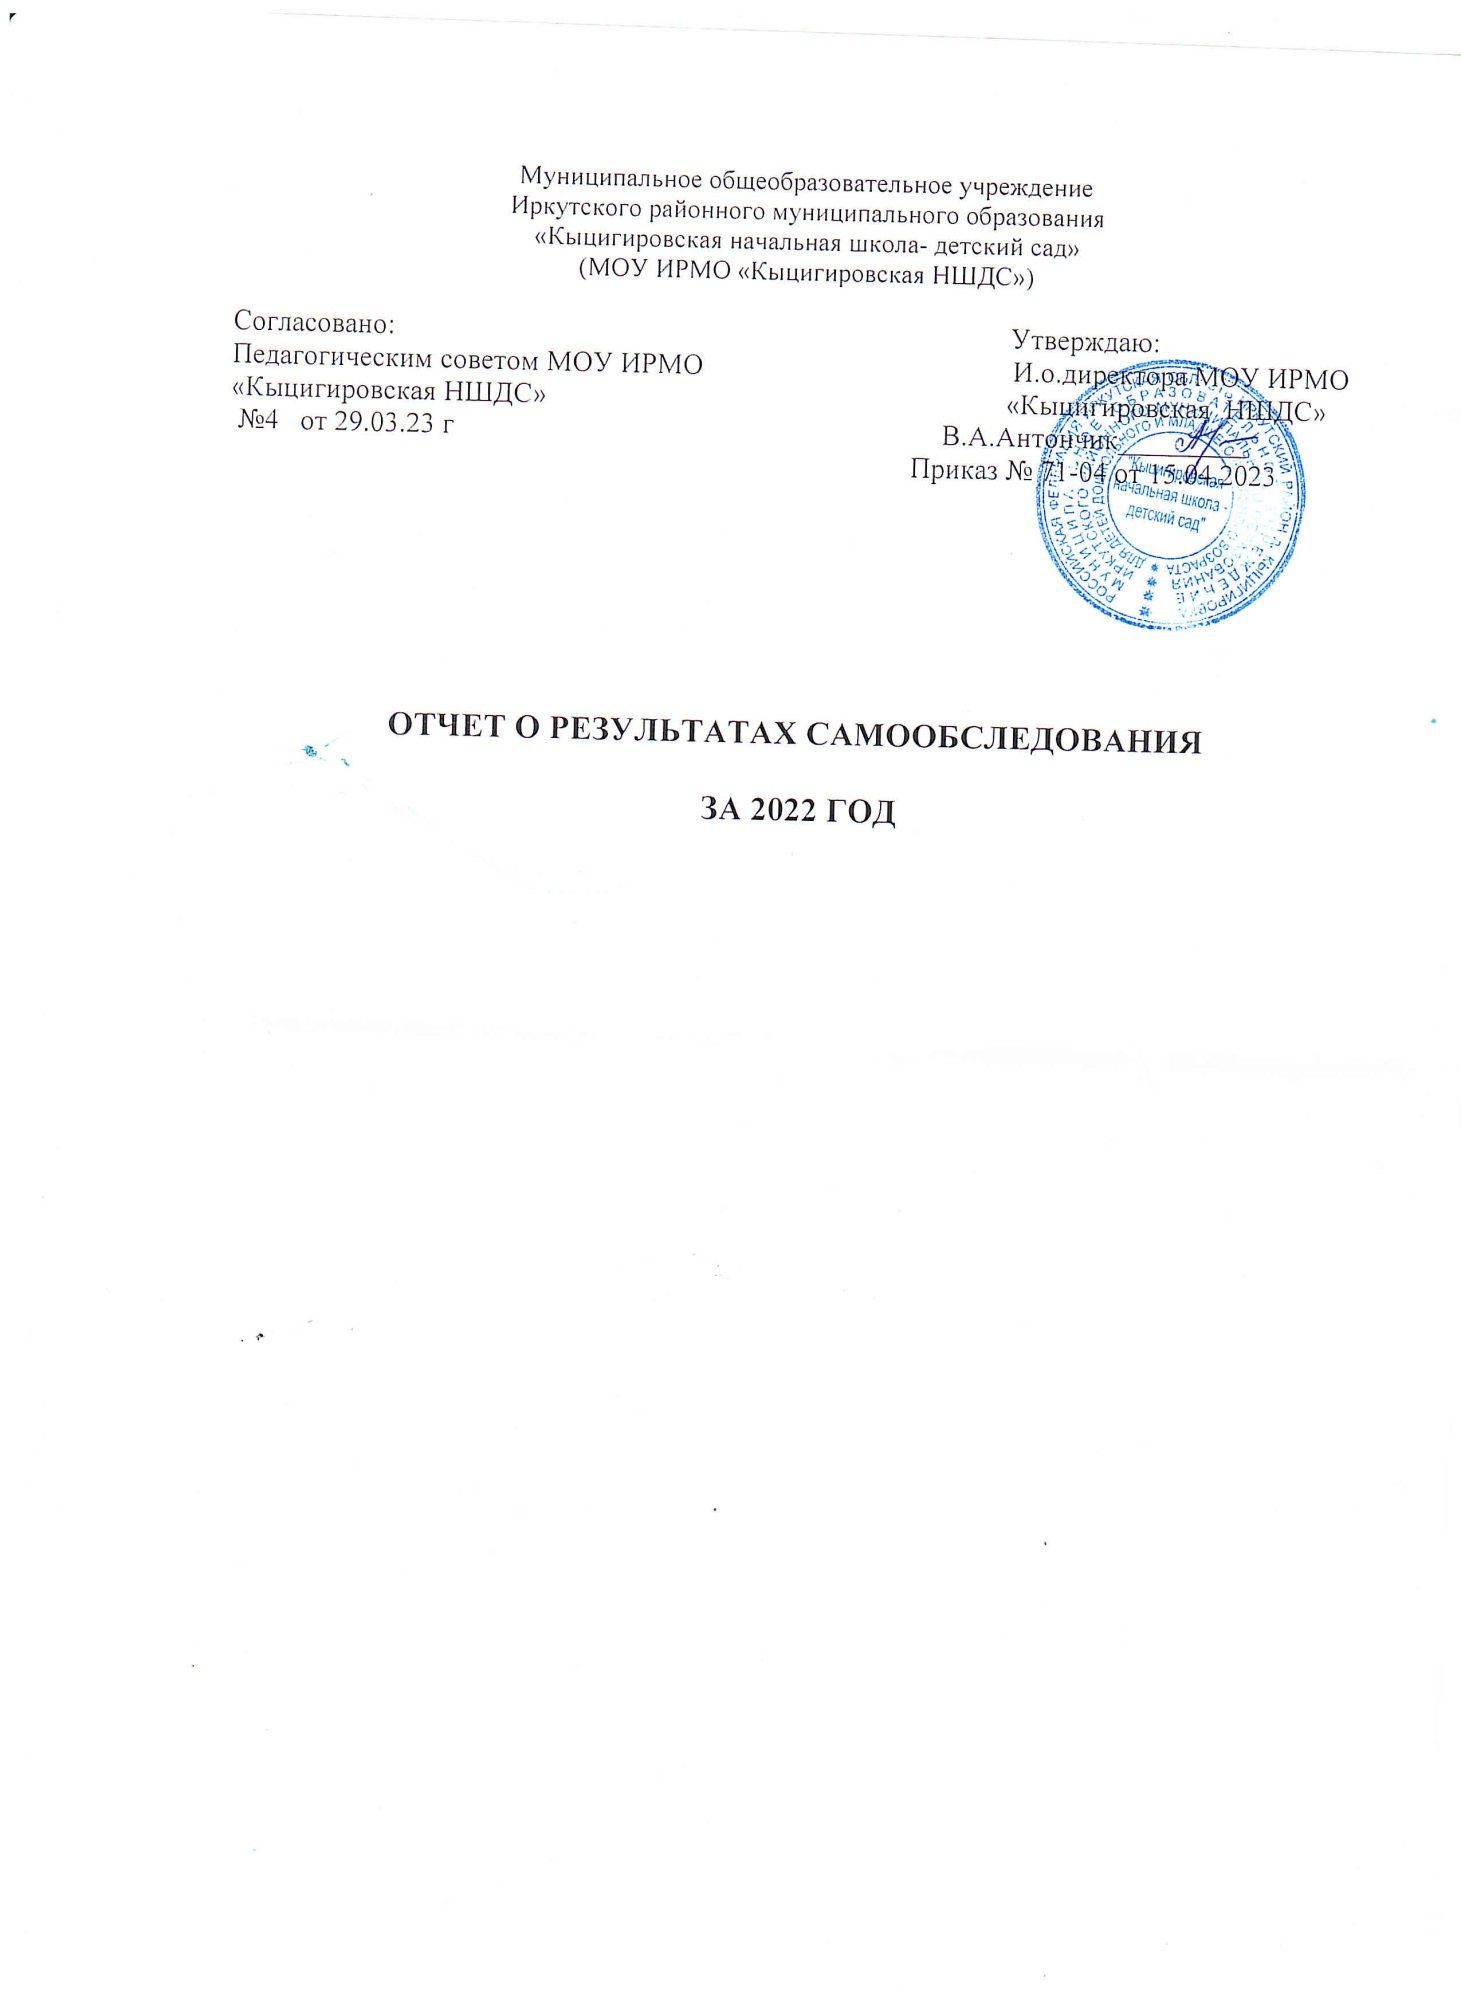 Муниципальное общеобразовательное учреждение
Иркутского районного муниципального образования
«Кыцигировская начальная школа- детский сад»
(МОУ ИРМО «Кыцигировская НШДС»)
Согласовано:
Педагогическим советом МОУ ИРМО
«Кыцигировская НШДС»
№4 от 29.03.23 г
Утверждаю:
И.о.директора МОУ ИРМО
«Кыцигировская НШДС»
В.А.Антончик
Приказ № 71-04 от 15.04.2023
"Кыцигировская
начальная школа -
детский сад"
ОТЧЕТ О РЕЗУЛЬТАТАХ САМООБСЛЕДОВАНИЯ
ЗА 2022 ГОД